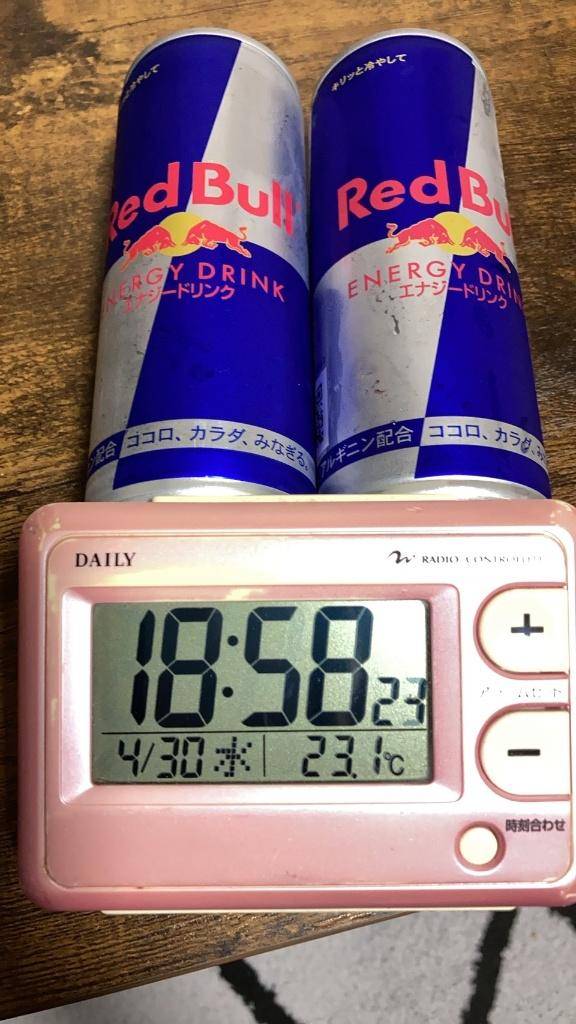 キリッと冷やして
Red Bull
ENERGY DRINK
エナジードリンク
ココロ、カラダ、みなぎる。
キリッと冷やして
Red Bu
ENERGY DRIN
エナジードリンク
アルギニン配合
ココロ、カラダ、み
DAILY
RADIO CONTROLLED
18:58 23
4/30 水
23.1℃
+
−
時刻合わせ